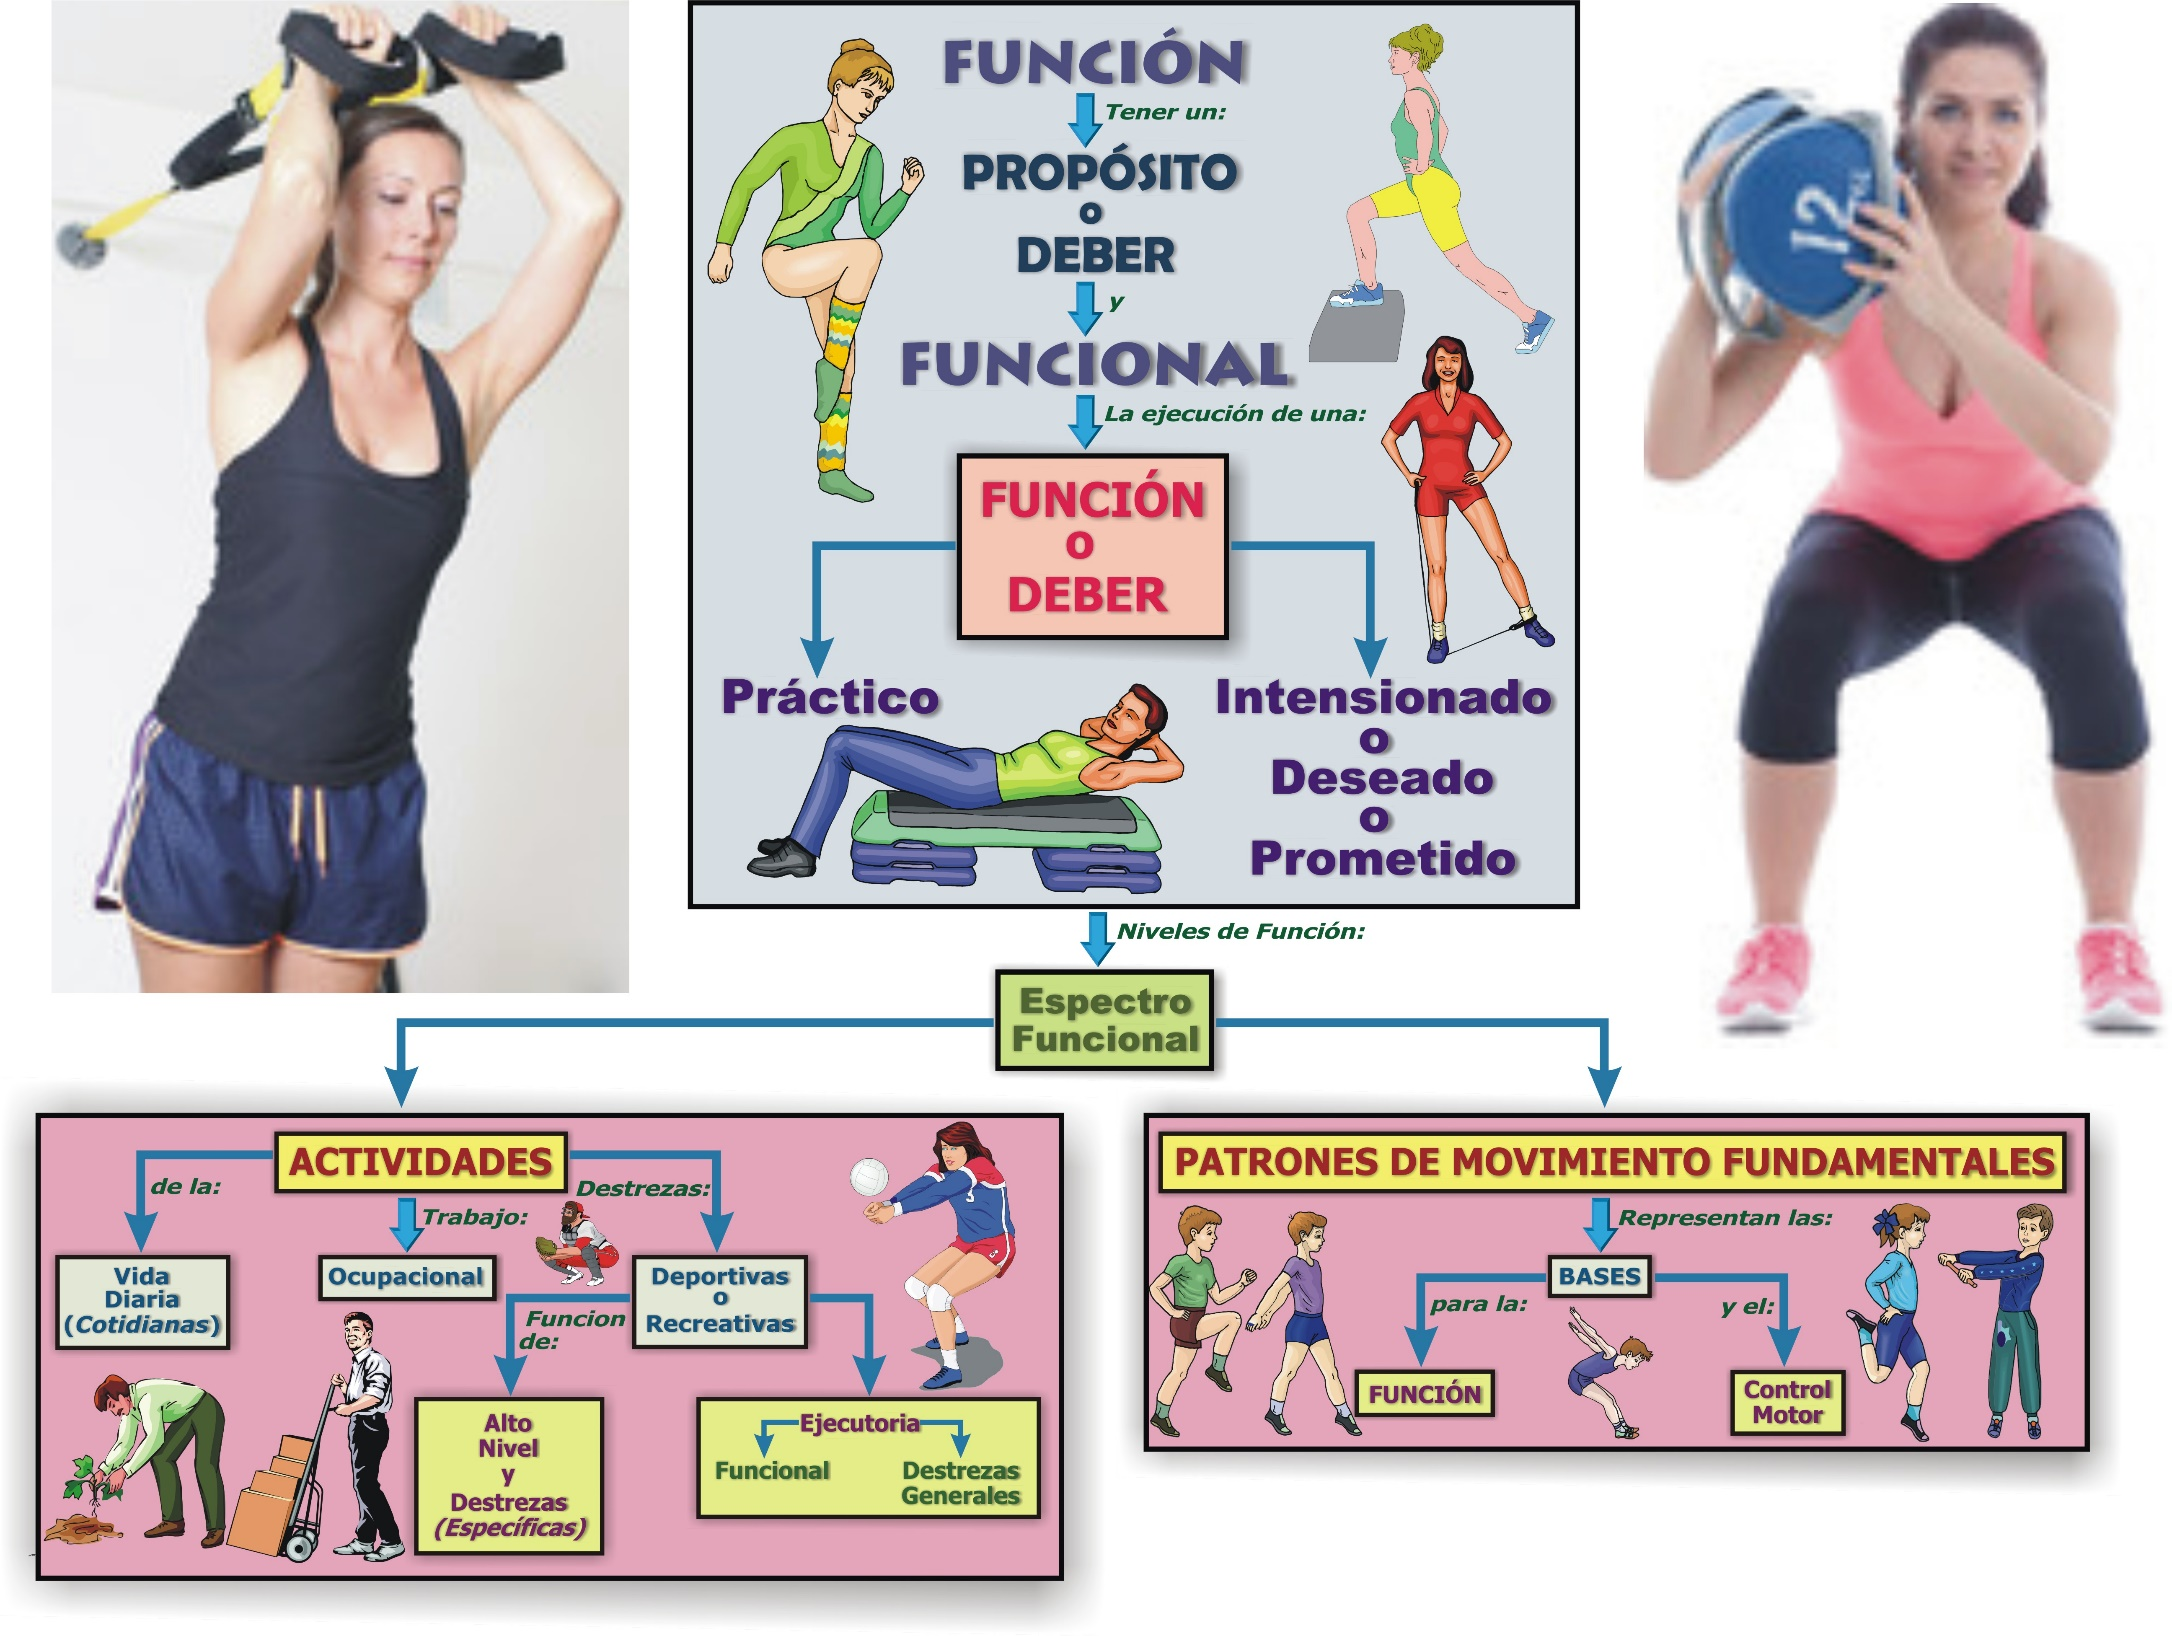 FUNCIÓN
Tener un:
PROPÓSITO
o
DEBER
y
FUNCIONAL
La ejecución de una:
FUNCIÓN
O
DEBER
Práctico
Intensionado
o
Deseado
o
Prometido
12
Niveles de Función:
Espectro
Funcional
ACTIVIDADES
de la:
Trabajo:
Destrezas:
Vida
Diaria
(Cotidianas)
Ocupacional
Deportivas
o
Recreativas
Funcion
de:
Alto
Nivel
y
Destrezas
(Específicas)
Ejecutoria
Funcional
Destrezas
Generales
PATRONES DE MOVIMIENTO FUNDAMENTALES
Representan las:
BASES
para la:
y el:
FUNCIÓN
Control
Motor